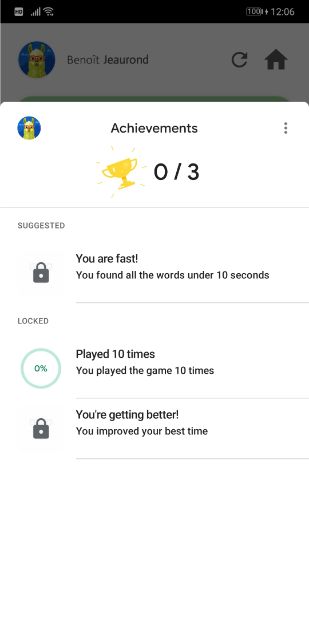 HD 100 12:06
Benoît Jeaurond
Achievements
0 / 3
SUGGESTED
You are fast!
You found all the words under 10 seconds
LOCKED
0%
Played 10 times
You played the game 10 times
You're getting better!
You improved your best time